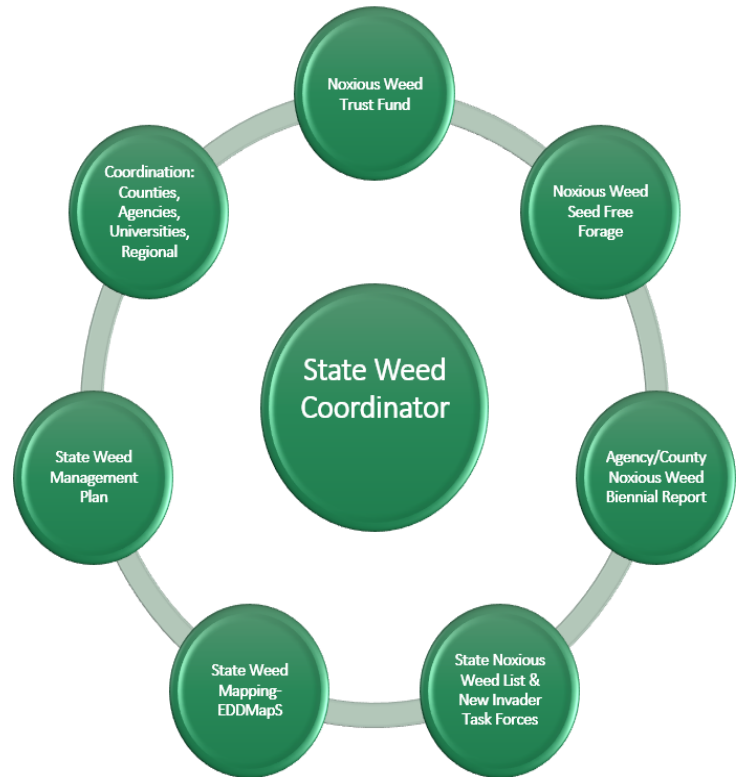 Noxious Weed
Trust Fund
Coordination:
Counties,
Agencies,
Universities,
Regional
Noxious Weed
Seed Free
Forage
State Weed
Coordinator
State Weed
Management
Plan
Agency/County
Noxious Weed
Biennial Report
State Weed
Mapping-
EDDMapS
State Noxious
Weed List &
New Invader
Task Forces